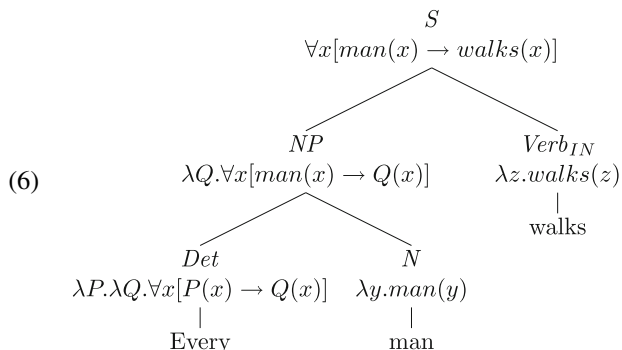 S
∀x[man(x) → walks(x)]
NP Verb_IN
(6) λQ.∀x[man(x) → Q(x)] λz.walks(z)
walks
Det N
λP.λQ.∀x[P(x) → Q(x)] λy.man(y)
Every man